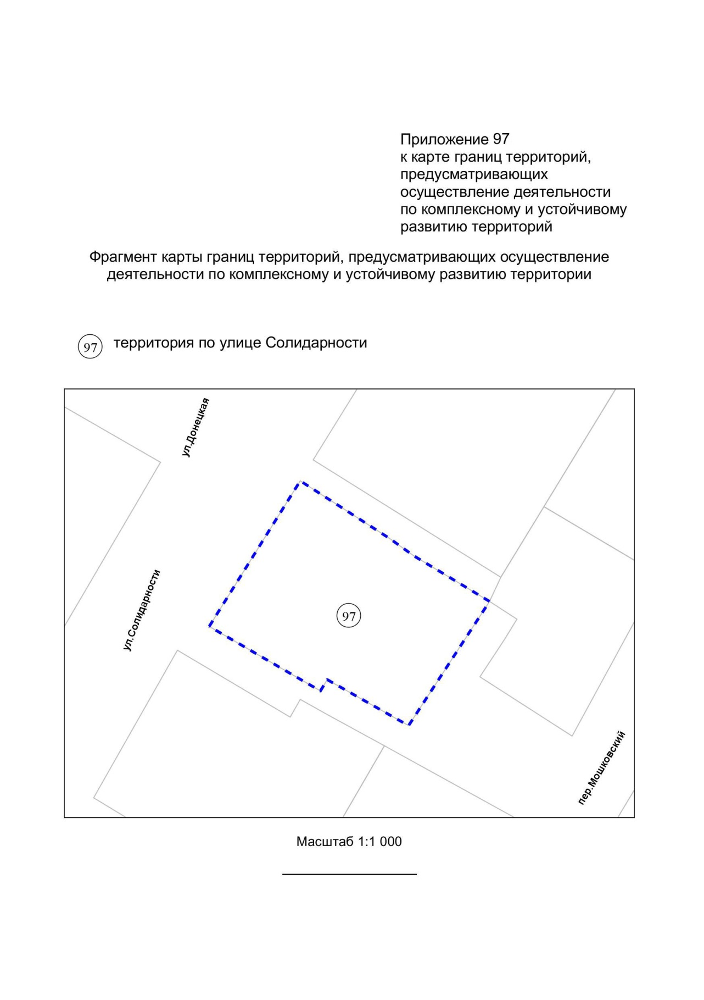 Приложение 97
к карте границ территорий,
предусматривающих
осуществление деятельности
по комплексному и устойчивому
развитию территорий
Фрагмент карты границ территорий, предусматривающих осуществление
деятельности по комплексному и устойчивому развитию территории
97 территория по улице Солидарности
ул.Донецкая
ул.Солидарности
97
пер.Мошковский
Масштаб 1:1 000